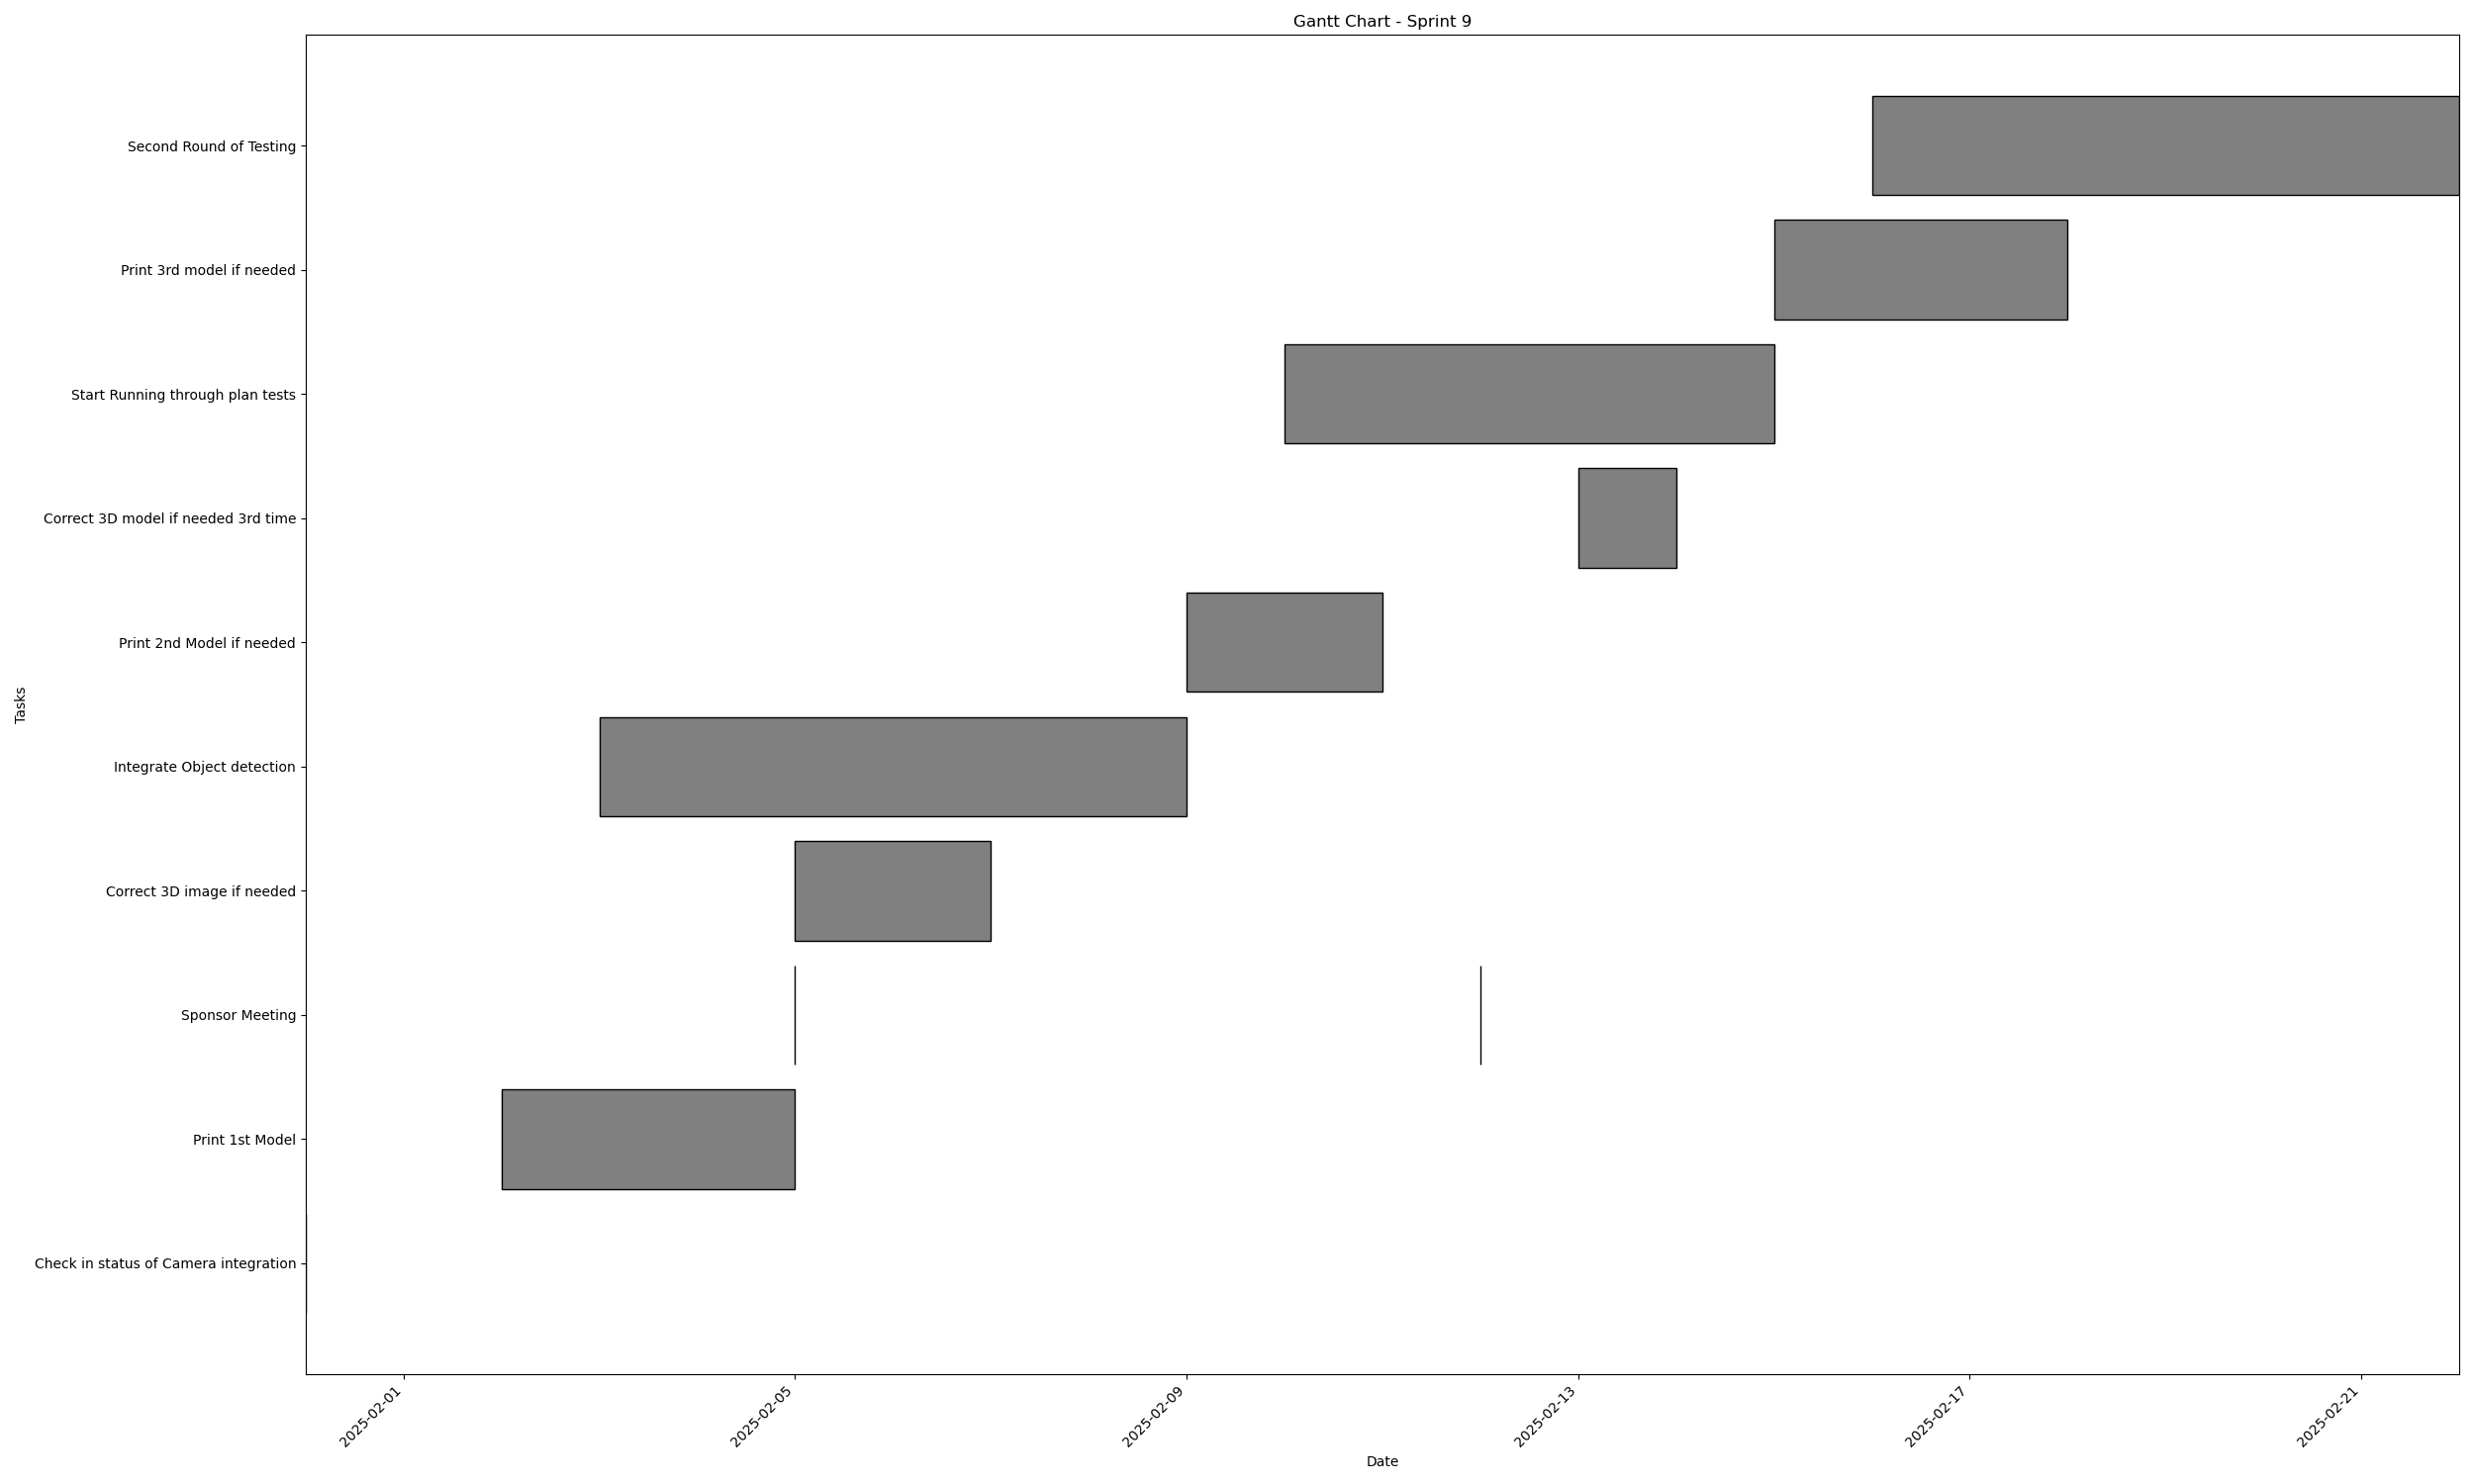 Gantt Chart - Sprint 9
Second Round of Testing
Print 3rd model if needed
Start Running through plan tests
Correct 3D model if needed 3rd time
Print 2nd Model if needed
Integrate Object detection
Correct 3D image if needed
Sponsor Meeting
Print 1st Model
Check in status of Camera integration
Tasks
2025-02-01
2025-02-05
2025-02-09
2025-02-13
2025-02-17
2025-02-21
Date